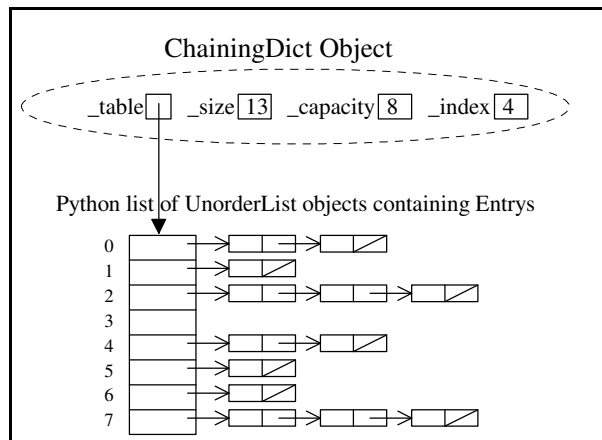 ChainingDict Object
_table _size 13 _capacity 8 _index 4
Python list of UnorderList objects containing Entrys
0
1
2
3
4
5
6
7